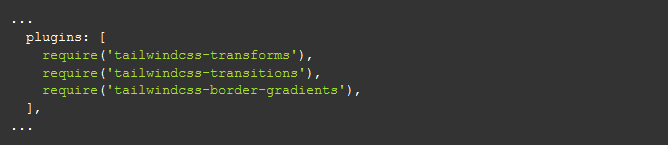 ...
  plugins: [
    require('tailwindcss-transforms'),
    require('tailwindcss-transitions'),
    require('tailwindcss-border-gradients'),
  ],
...